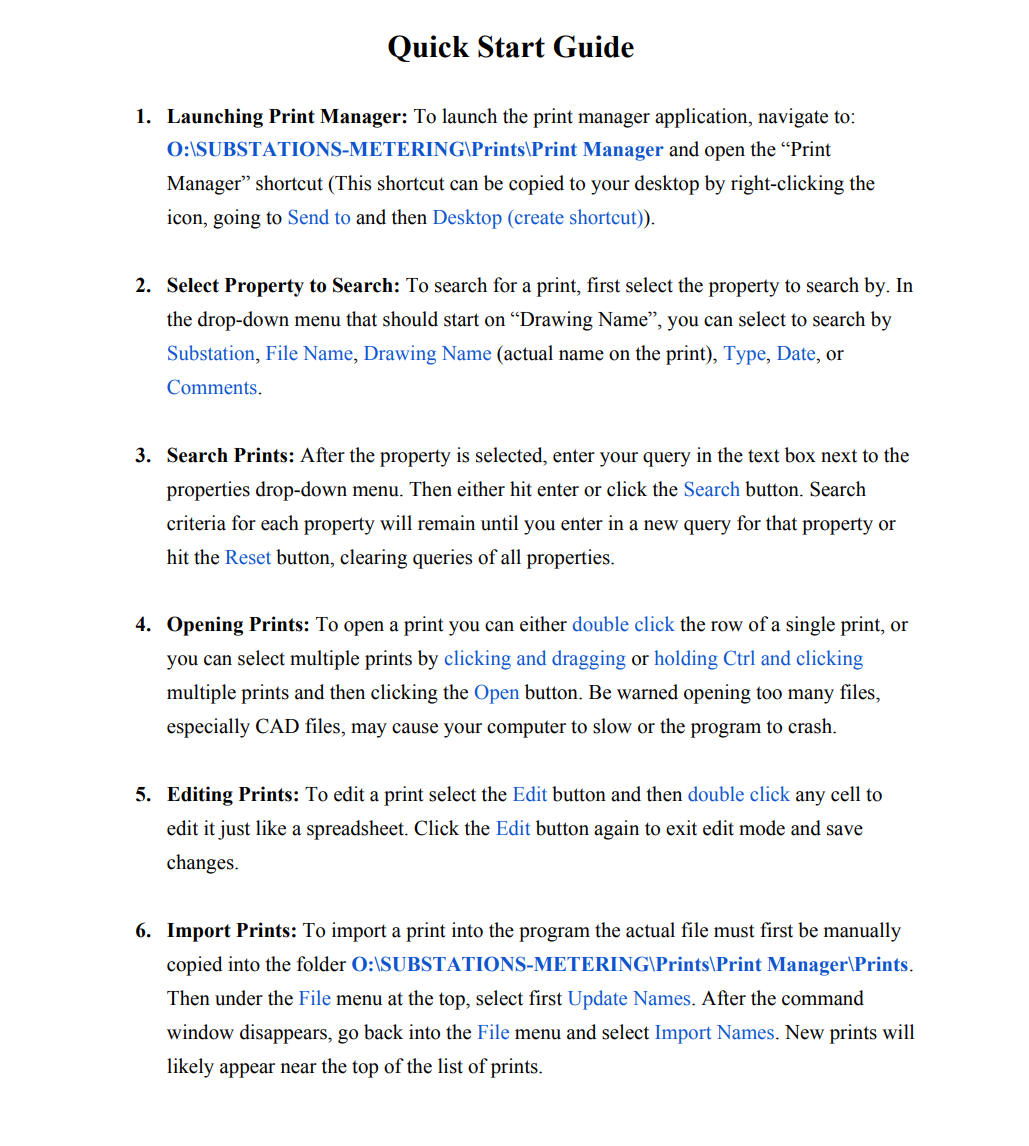 Quick Start Guide
1. Launching Print Manager: To launch the print manager application, navigate to:
O:\SUBSTATIONS-METERING\Prints\Print Manager and open the “Print
Manager” shortcut (This shortcut can be copied to your desktop by right-clicking the
icon, going to Send to and then Desktop (create shortcut)).
2. Select Property to Search: To search for a print, first select the property to search by. In
the drop-down menu that should start on “Drawing Name”, you can select to search by
Substation, File Name, Drawing Name (actual name on the print), Type, Date, or
Comments.
3. Search Prints: After the property is selected, enter your query in the text box next to the
properties drop-down menu. Then either hit enter or click the Search button. Search
criteria for each property will remain until you enter in a new query for that property or
hit the Reset button, clearing queries of all properties.
4. Opening Prints: To open a print you can either double click the row of a single print, or
you can select multiple prints by clicking and dragging or holding Ctrl and clicking
multiple prints and then clicking the Open button. Be warned opening too many files,
especially CAD files, may cause your computer to slow or the program to crash.
5. Editing Prints: To edit a print select the Edit button and then double click any cell to
edit it just like a spreadsheet. Click the Edit button again to exit edit mode and save
changes.
6. Import Prints: To import a print into the program the actual file must first be manually
copied into the folder O:\SUBSTATIONS-METERING\Prints\Print Manager\Prints.
Then under the File menu at the top, select first Update Names. After the command
window disappears, go back into the File menu and select Import Names. New prints will
likely appear near the top of the list of prints.